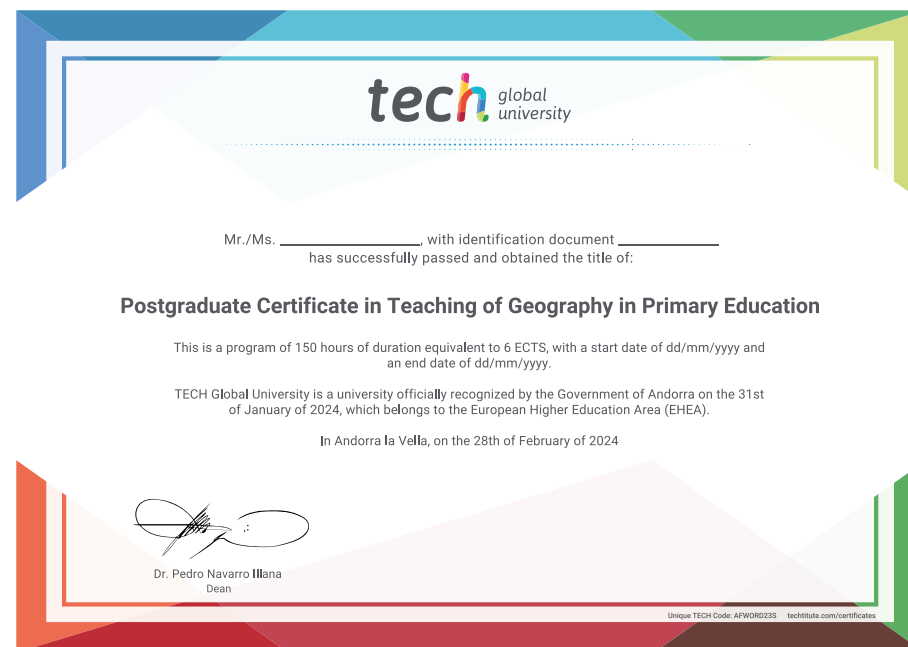 tech global university
Mr./Ms. ____________, with identification document ____________
has successfully passed and obtained the title of:
Postgraduate Certificate in Teaching of Geography in Primary Education
This is a program of 150 hours of duration equivalent to 6 ECTS, with a start date of dd/mm/yyyy and
an end date of dd/mm/yyyy.
TECH Global University is a university officially recognized by the Government of Andorra on the 31st
of January of 2024, which belongs to the European Higher Education Area (EHEA).
In Andorra la Vella, on the 28th of February of 2024
Dr. Pedro Navarro Illana
Dean
Unique TECH Code: AFWORD23S techtitute.com/certificates